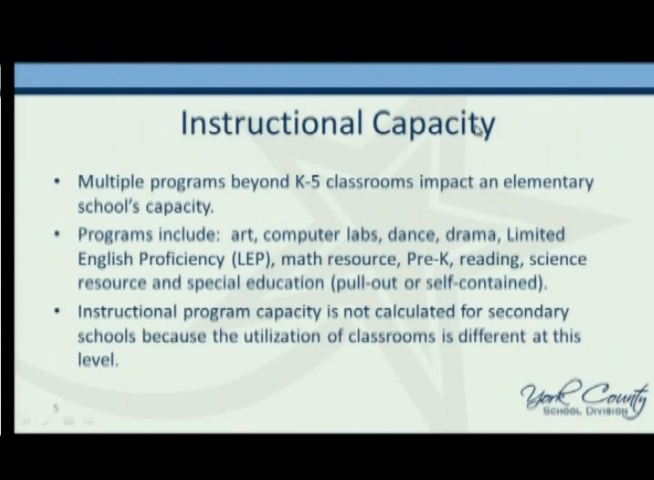 Instructional Capacity
• Multiple programs beyond K-5 classrooms impact an elementary
school's capacity.
• Programs include: art, computer labs, dance, drama, Limited
English Proficiency (LEP), math resource, Pre-K, reading, science
resource and special education (pull-out or self-contained).
• Instructional program capacity is not calculated for secondary
schools because the utilization of classrooms is different at this
level.
York County
SCHOOL DIVISION
5